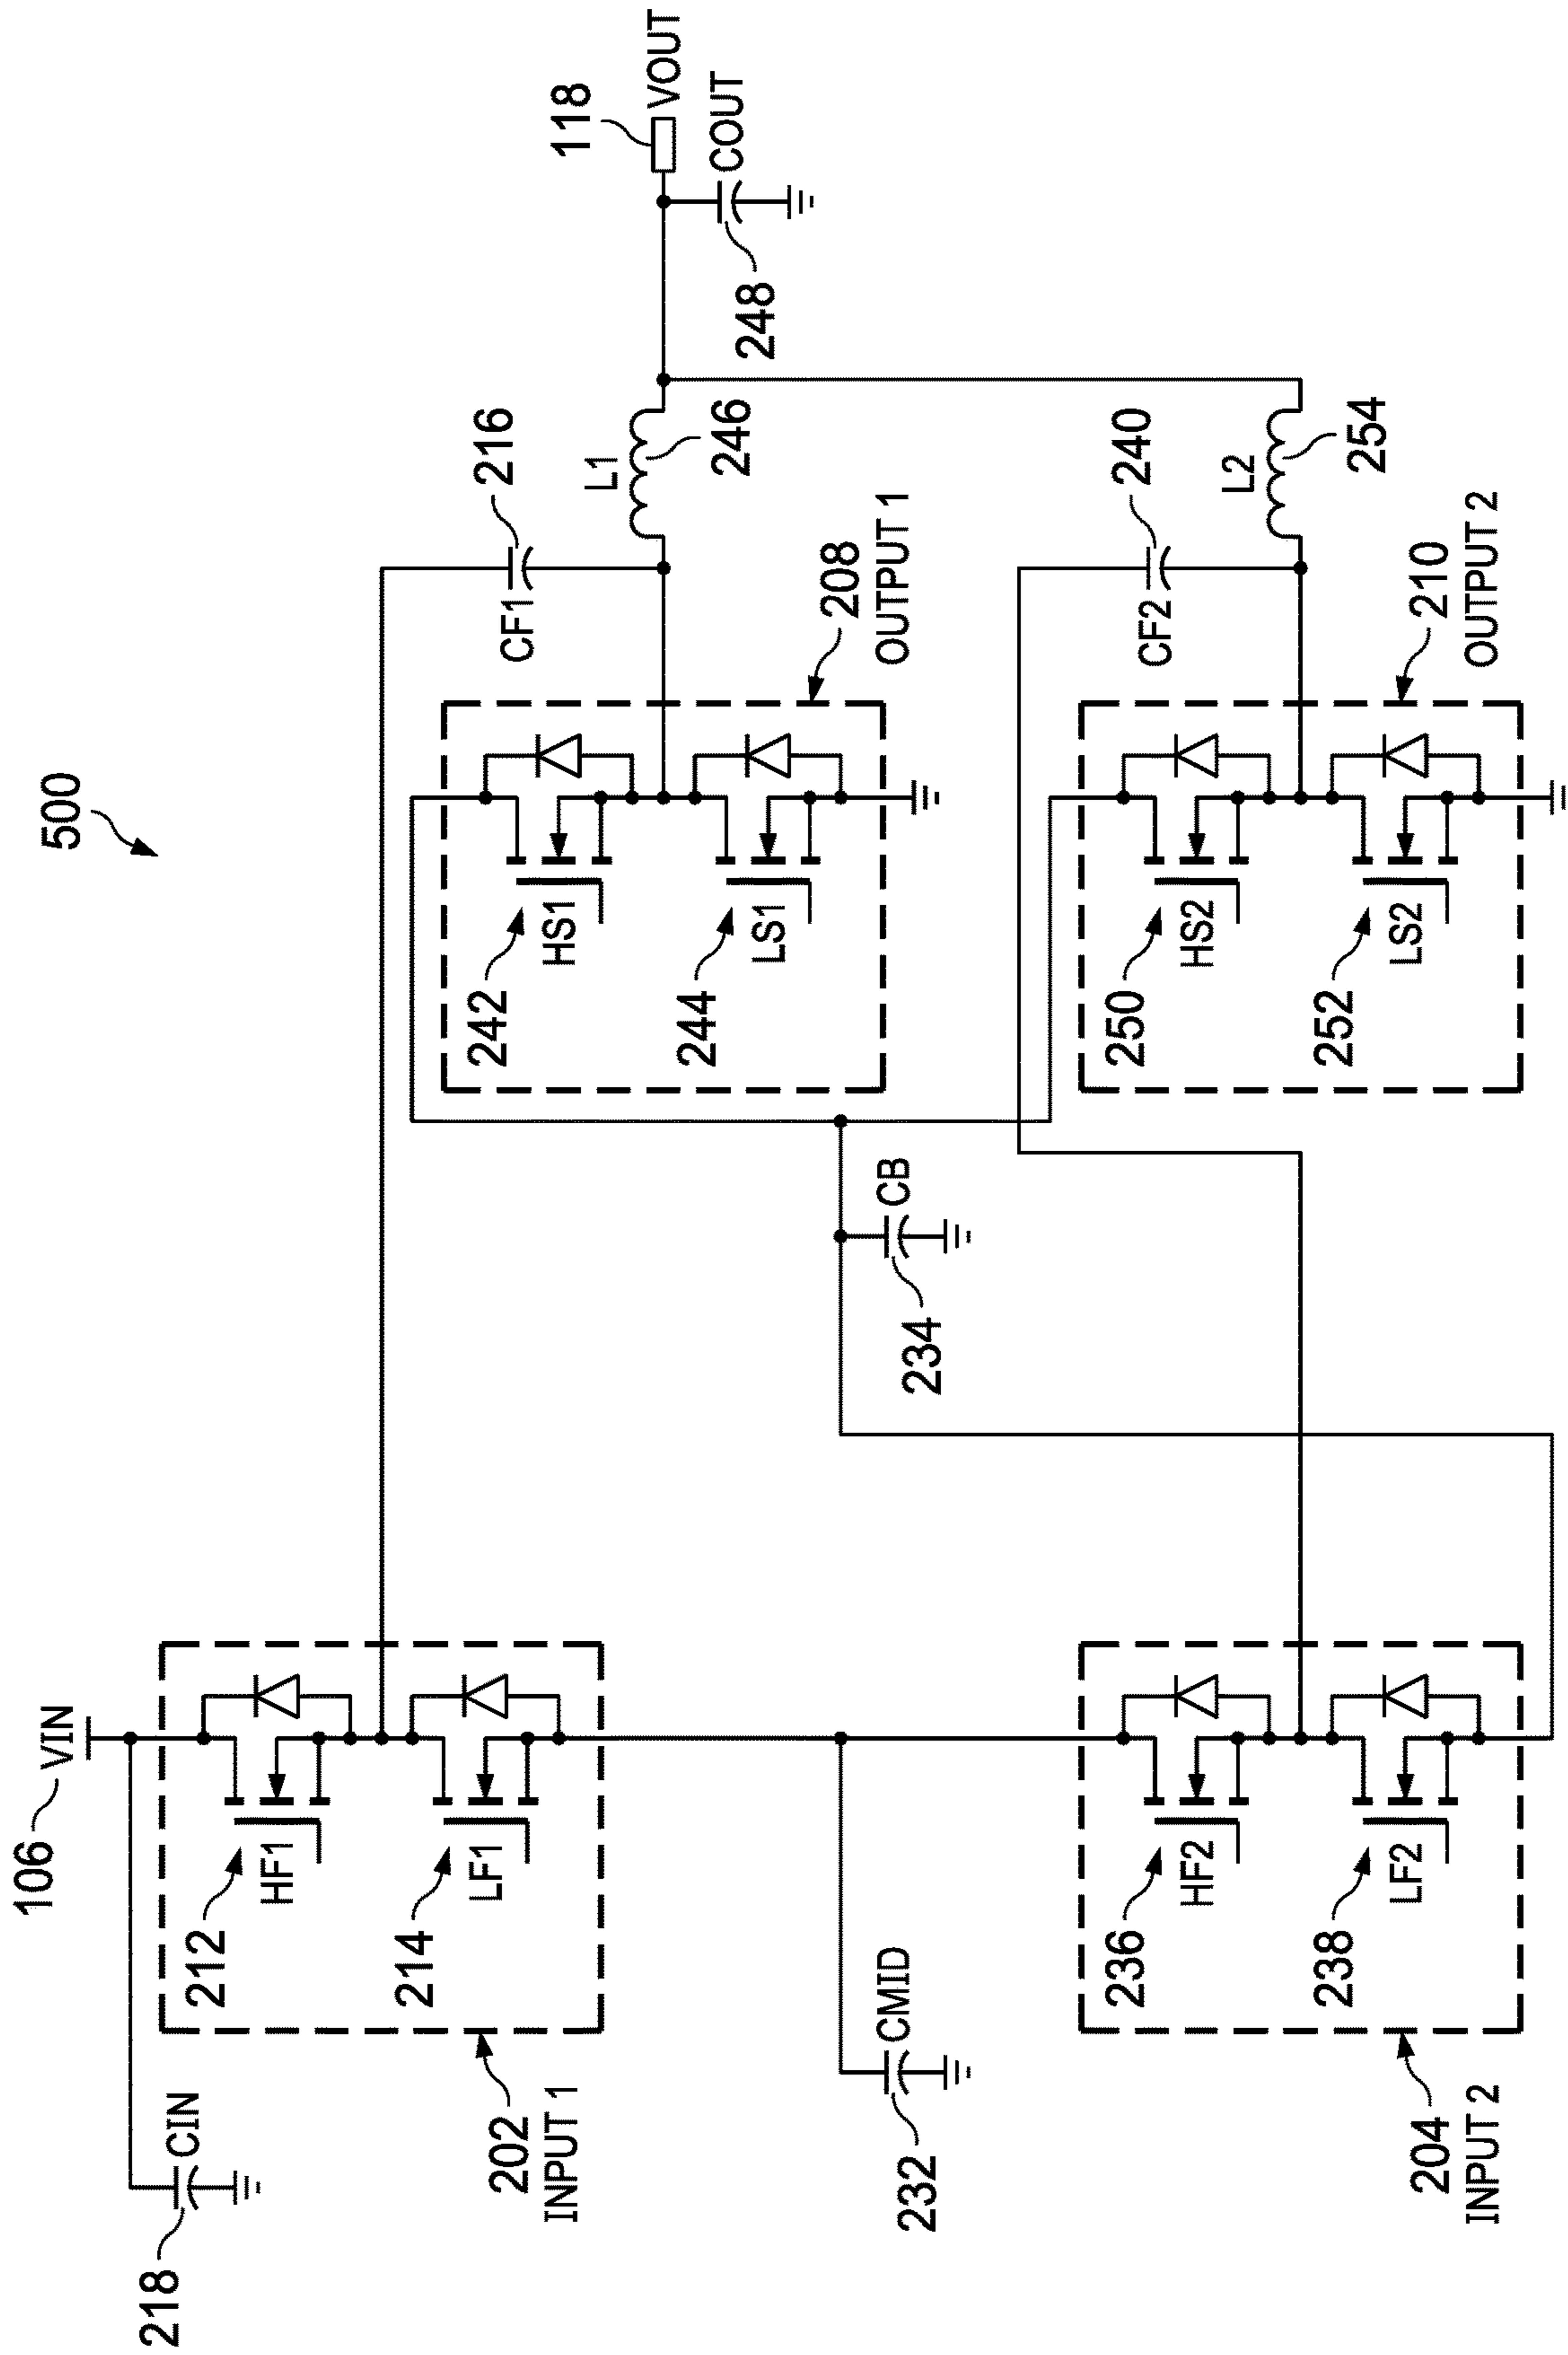 500
106
VIN
218
CIN
212
HF1
214
LF1
202
INPUT 1
232
CMID
236
HF2
238
LF2
204
INPUT 2
234
CB
242
HS1
244
LS1
208
OUTPUT 1
216
CF1
L1
246
118
VOUT
COUT
248
250
HS2
252
LS2
210
OUTPUT 2
240
CF2
L2
254